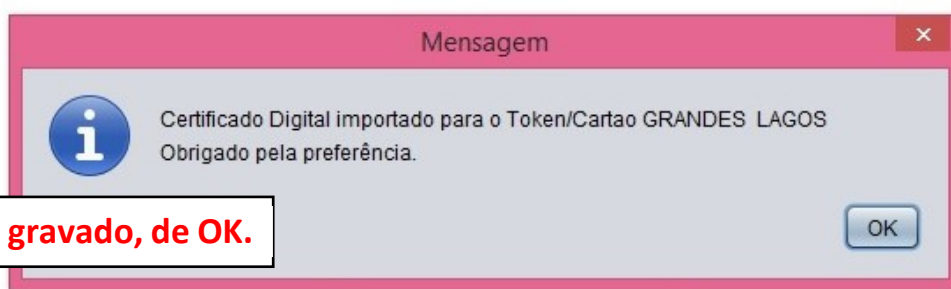 Mensagem
Certificado Digital importado para o Token/Cartao GRANDES LAGOS
Obrigado pela preferência.
gravado, de OK.
OK